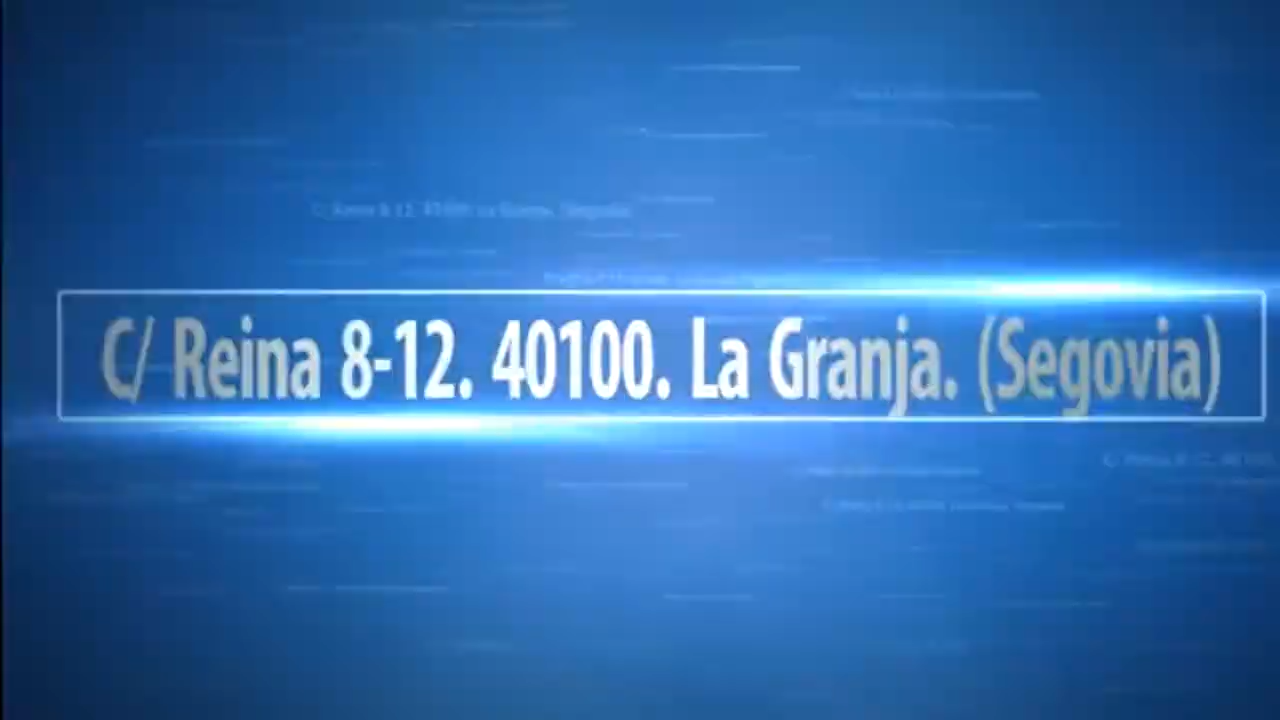 C/ Reina 8-12. 40100. La Granja. (Segovia)